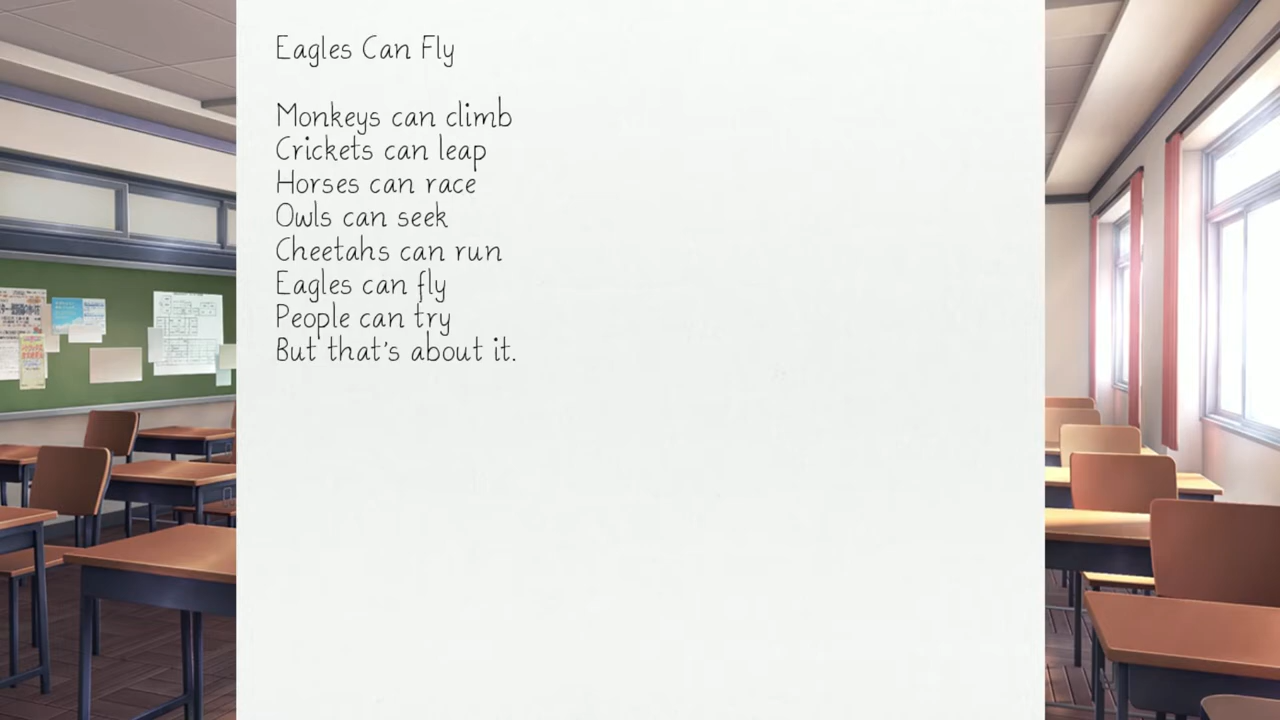 Eagles Can Fly
Monkeys can climb
Crickets can leap
Horses can race
Owls can seek
Cheetahs can run
Eagles can fly
People can try
But that's about it.